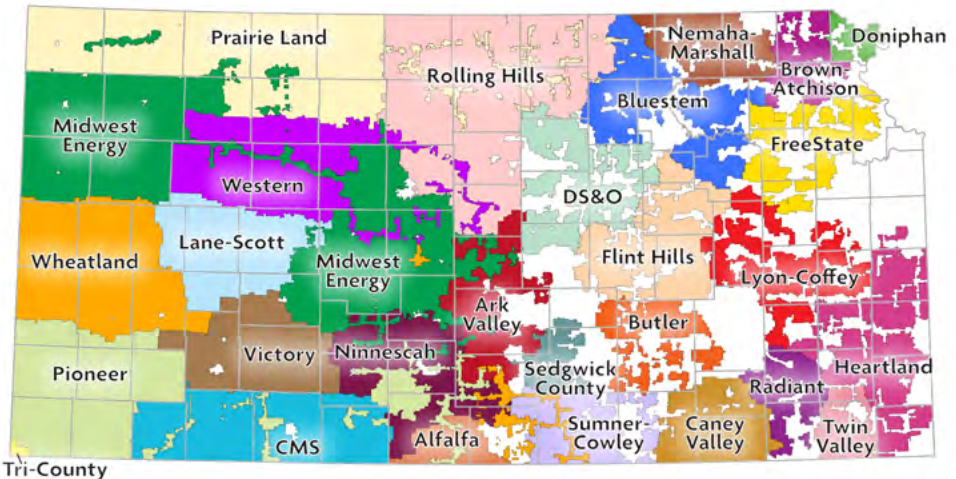 Prairie Land
Rolling Hills
Nemaha-
Marshall
Doniphan
Brown-
Atchison
Bluestem
Midwest
Energy
FreeState
Western
DS&O
Lane-Scott
Wheatland
Midwest
Energy
Flint Hills
Lyon-Coffey
Ark
Valley
Butler
Victory
Ninnescah
Pioneer
Sedgwick
County
Radiant
Heartland
CMS
Alfalfa
Sumner-
Cowley
Caney
Valley
Twin
Valley
Tri-County